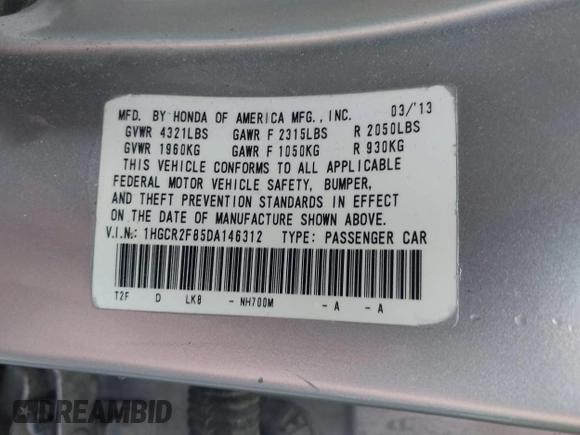 MFD. BY HONDA OF AMERICA MFG., INC. 03/'13
GVWR 4321LBS GAWR F 2315LBS R 2050LBS
GVWR 1960KG GAWR F 1050KG R 930KG
THIS VEHICLE CONFORMS TO ALL APPLICABLE
FEDERAL MOTOR VEHICLE SAFETY, BUMPER,
AND THEFT PREVENTION STANDARDS IN EFFECT
ON THE DATE OF MANUFACTURE SHOWN ABOVE.
V.I.N.: 1HGCR2F85DA146312 TYPE: PASSENGER CAR
T2F D LK8 - NH700M - A - A
DREAMBID